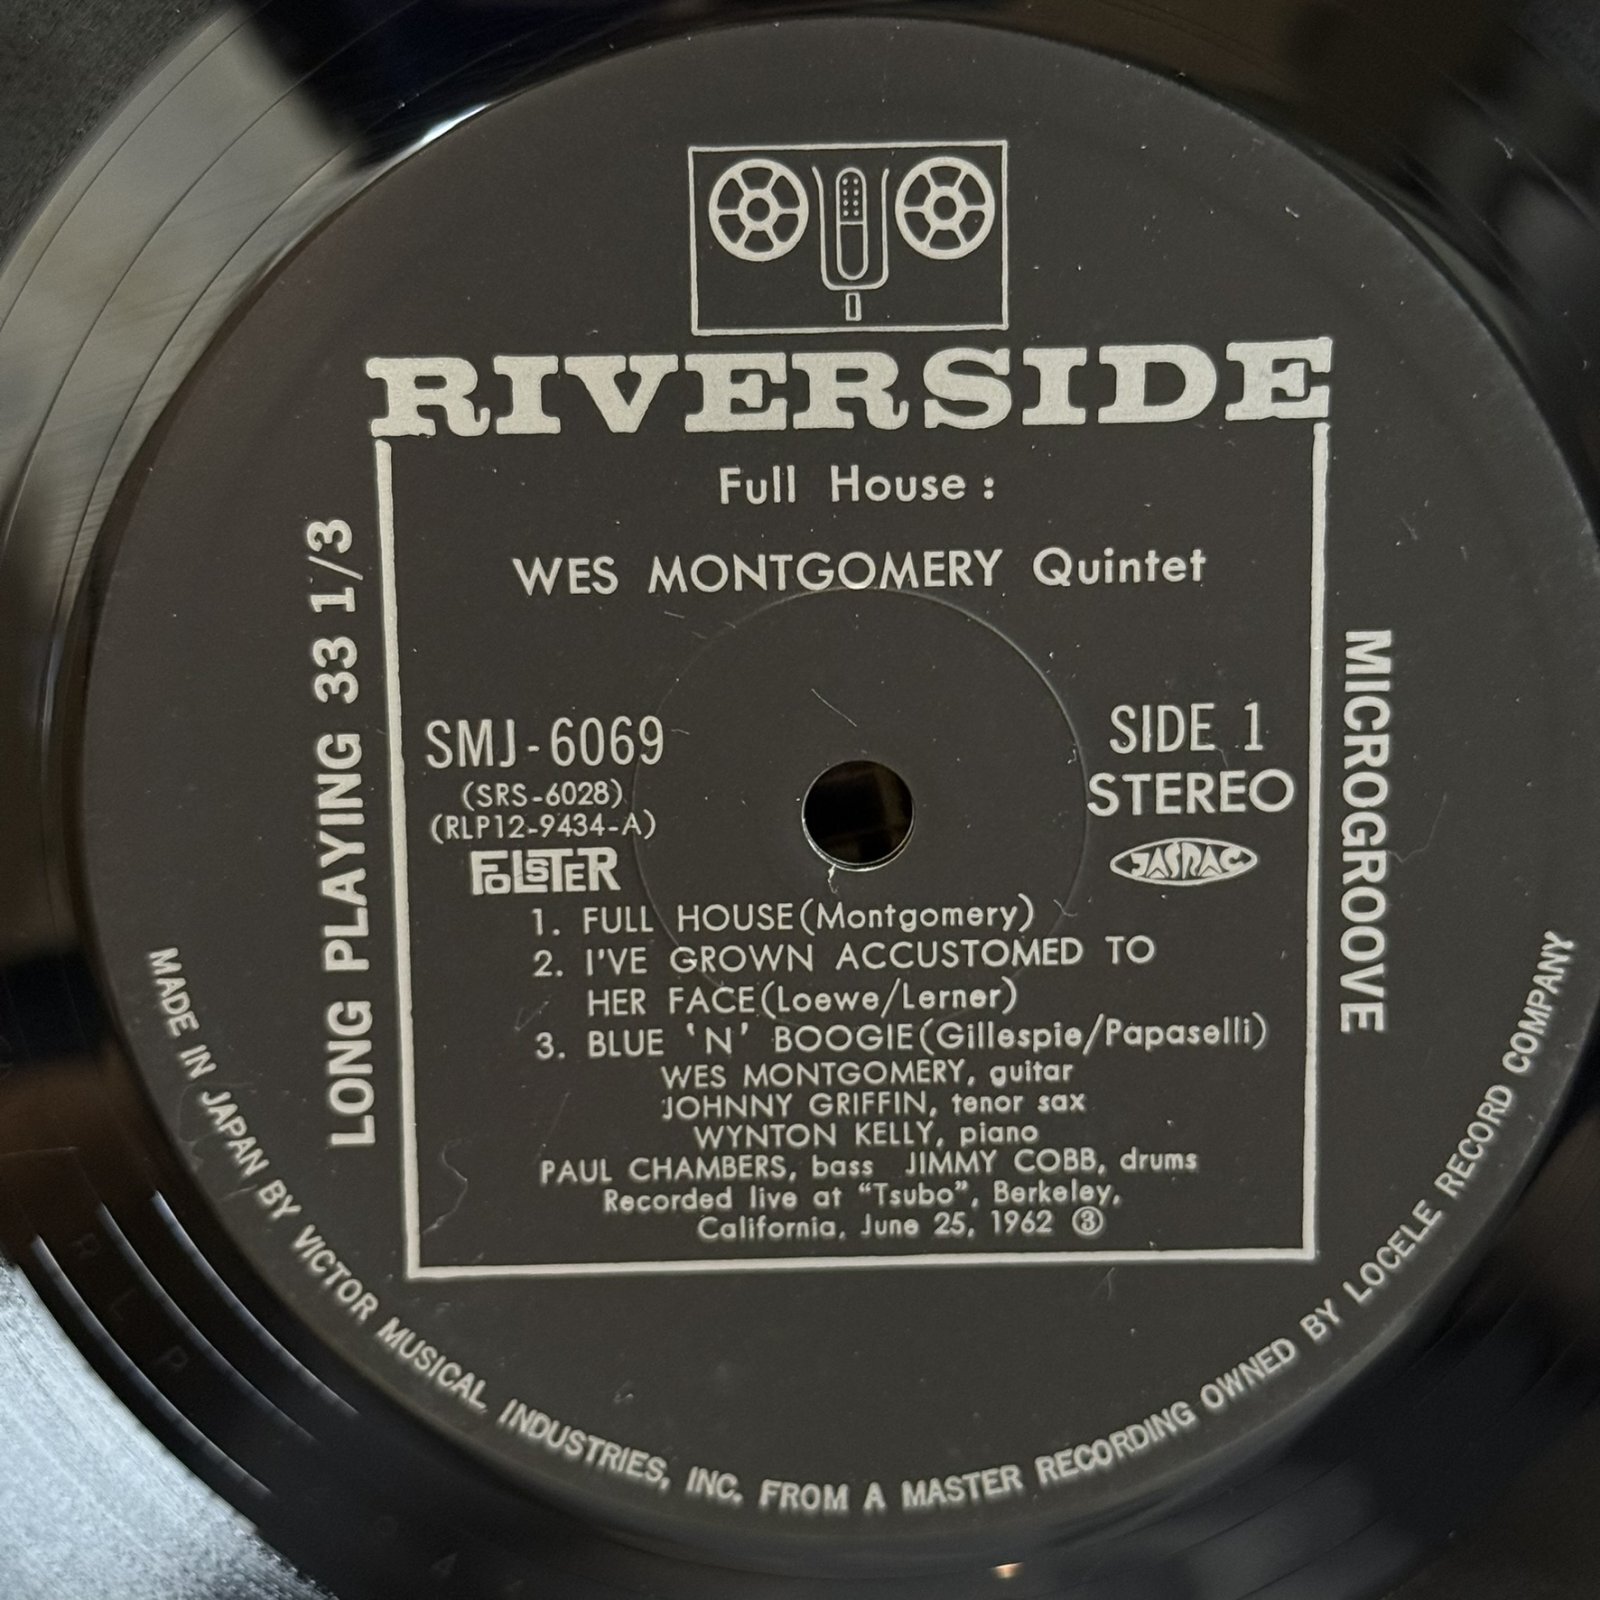 RIVERSIDE
Full House :
WES MONTGOMERY Quintet
LONG PLAYING 33 1/3
MICROGROOVE
SMJ-6069
(SRS-6028)
(RLP12-9434-A)
FOLSTER
SIDE 1
STEREO
JASRAC
1. FULL HOUSE(Montgomery)
2. I'VE GROWN ACCUSTOMED TO
HER FACE(Loewe/Lerner)
3. BLUE 'N' BOOGIE(Gillespie/Papaselli)
WES MONTGOMERY, guitar
JOHNNY GRIFFIN, tenor sax
WYNTON KELLY, piano
PAUL CHAMBERS, bass JIMMY COBB, drums
Recorded live at “Tsubo”, Berkeley,
California, June 25, 1962 ③
MADE IN JAPAN BY VICTOR MUSICAL INDUSTRIES, INC. FROM A MASTER RECORDING OWNED BY LOCELE RECORD COMPANY
R L P